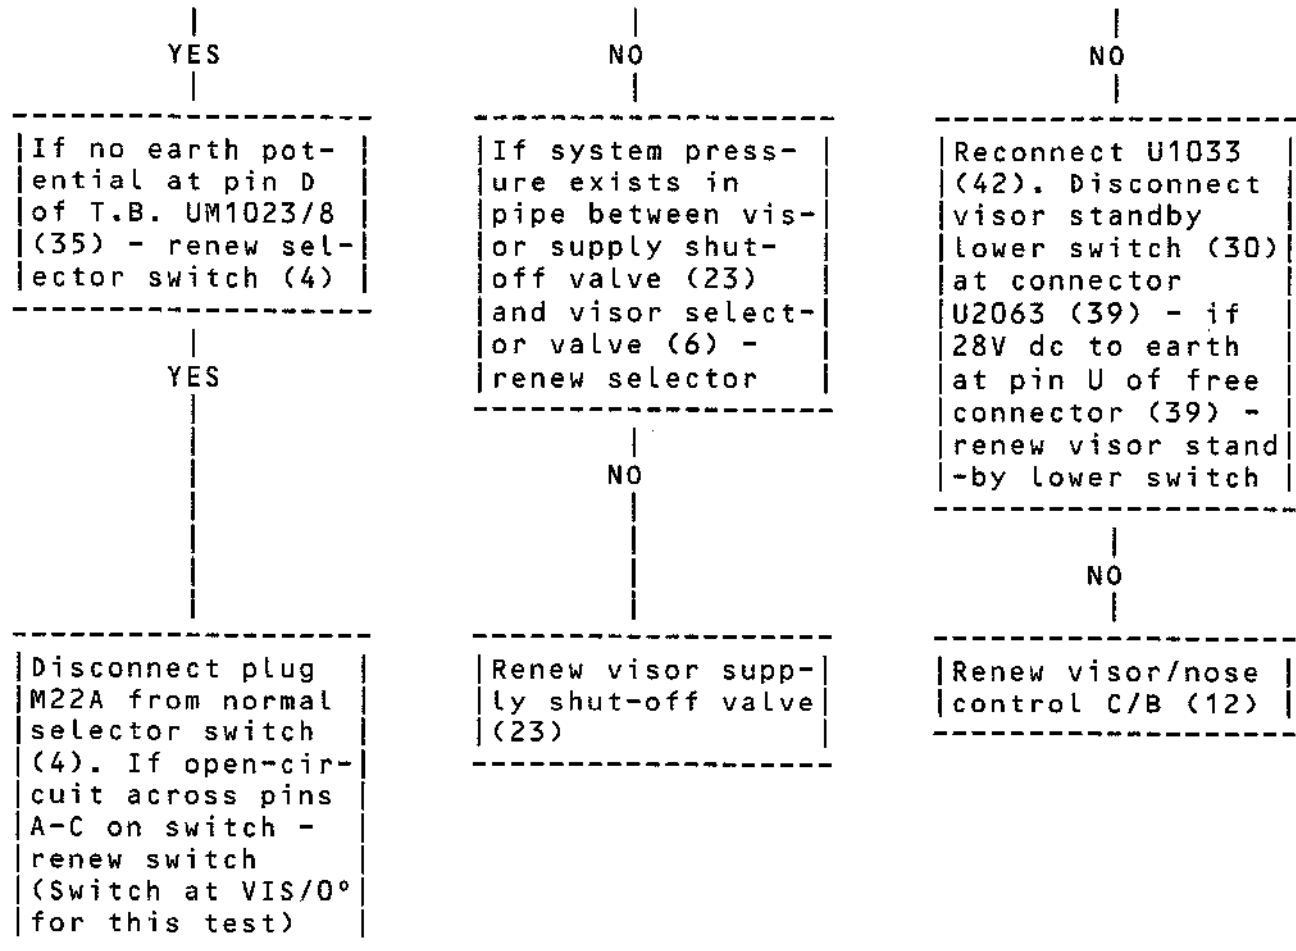 YES
If no earth pot-
ential at pin D
of T.B. UM1023/8
(35) - renew sel-
ector switch (4)
YES
Disconnect plug
M22A from normal
selector switch
(4). If open-cir-
cuit across pins
A-C on switch -
renew switch
(Switch at VIS/0°
for this test)
NO
If system press-
ure exists in
pipe between vis-
or supply shut-
off valve (23)
and visor select-
or valve (6) -
renew selector
NO
Renew visor supp-
ly shut-off valve
(23)
NO
Reconnect U1033
(42). Disconnect
visor standby
lower switch (30)
at connector
U2063 (39) - if
28V dc to earth
at pin U of free
connector (39) -
renew visor stand
-by lower switch
NO
Renew visor/nose
control C/B (12)